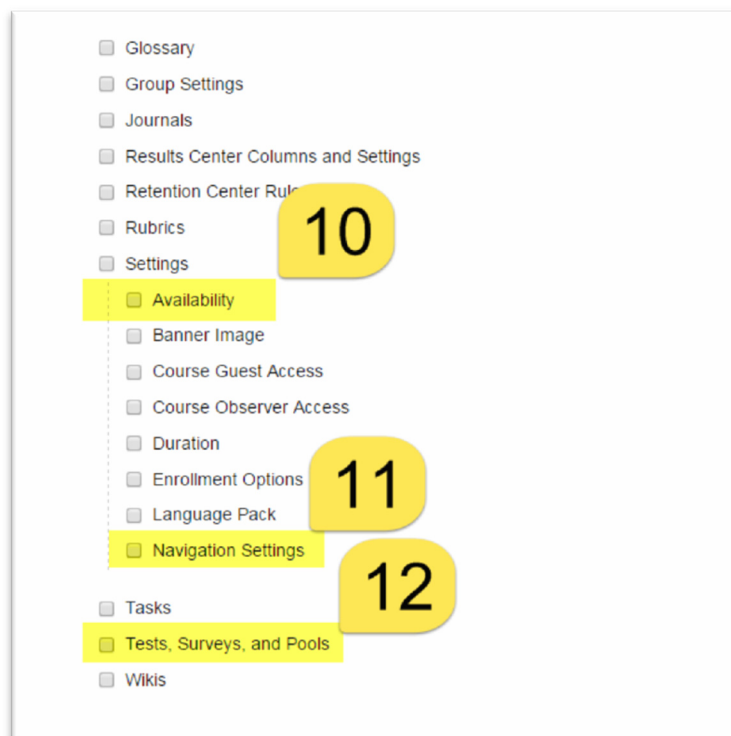 Glossary
Group Settings
Journals
Results Center Columns and Settings
Retention Center
10
Rubrics
Settings
Availability
Banner Image
Course Guest Access
Course Observer Access
Duration
Enrollment Options
11
Language Pack
Navigation Settings
12
Tasks
Tests, Surveys, and Pools
Wikis